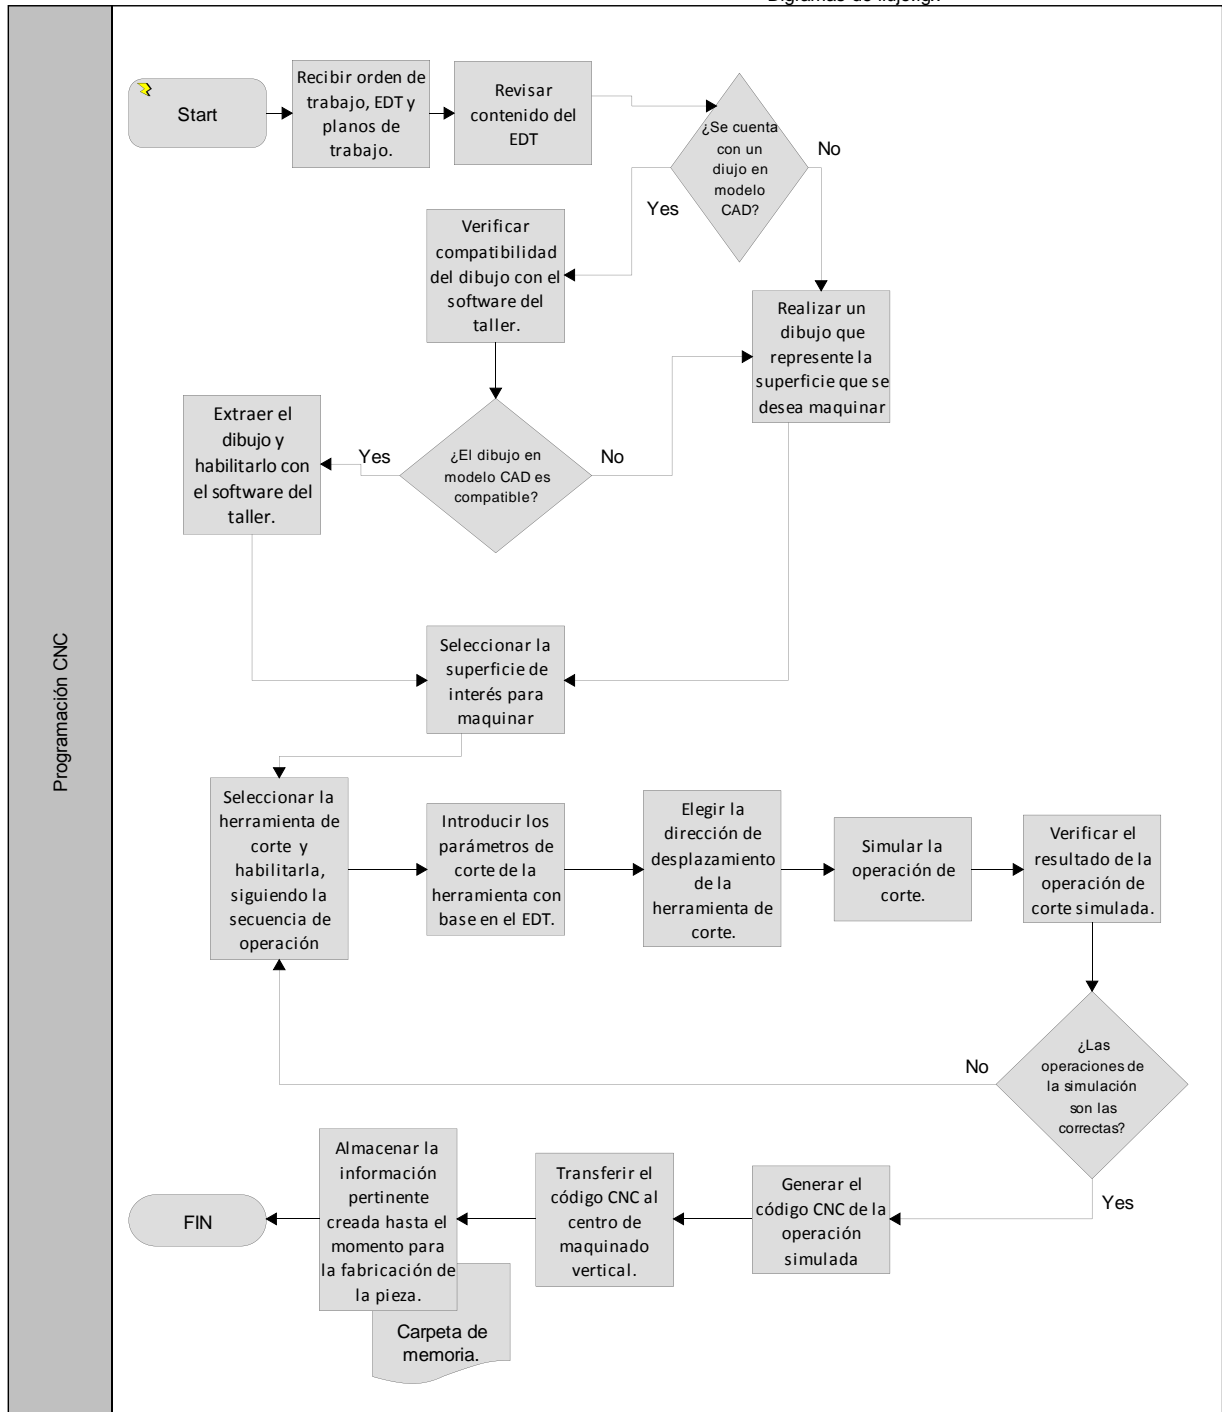 Programación CNC
Start
Recibir orden de
trabajo, EDT y
planos de
trabajo.
Revisar
contenido del
EDT
¿Se cuenta
con un
diujo en
modelo
CAD?
No
Yes
Verificar
compatibilidad
del dibujo con el
software del
taller.
Realizar un
dibujo que
represente la
superficie que se
desea maquinar
Extraer el
dibujo y
habilitarlo con
el software del
taller.
Yes
¿El dibujo en
modelo CAD es
compatible?
No
Seleccionar la
superficie de
interés para
maquinar
Seleccionar la
herramienta de
corte y
habilitarla,
siguiendo la
secuencia de
operación
Introducir los
parámetros de
corte de la
herramienta con
base en el EDT.
Elegir la
dirección de
desplazamiento
de la
herramienta de
corte.
Simular la
operación de
corte.
Verificar el
resultado de la
operación de
corte simulada.
No
¿Las
operaciones de
la simulación
son las
correctas?
Yes
Generar el
código CNC de la
operación
simulada
Transferir el
código CNC al
centro de
maquinado
vertical.
Almacenar la
información
pertinente
creada hasta el
momento para
la fabricación de
la pieza.
FIN
Carpeta de
memoria.